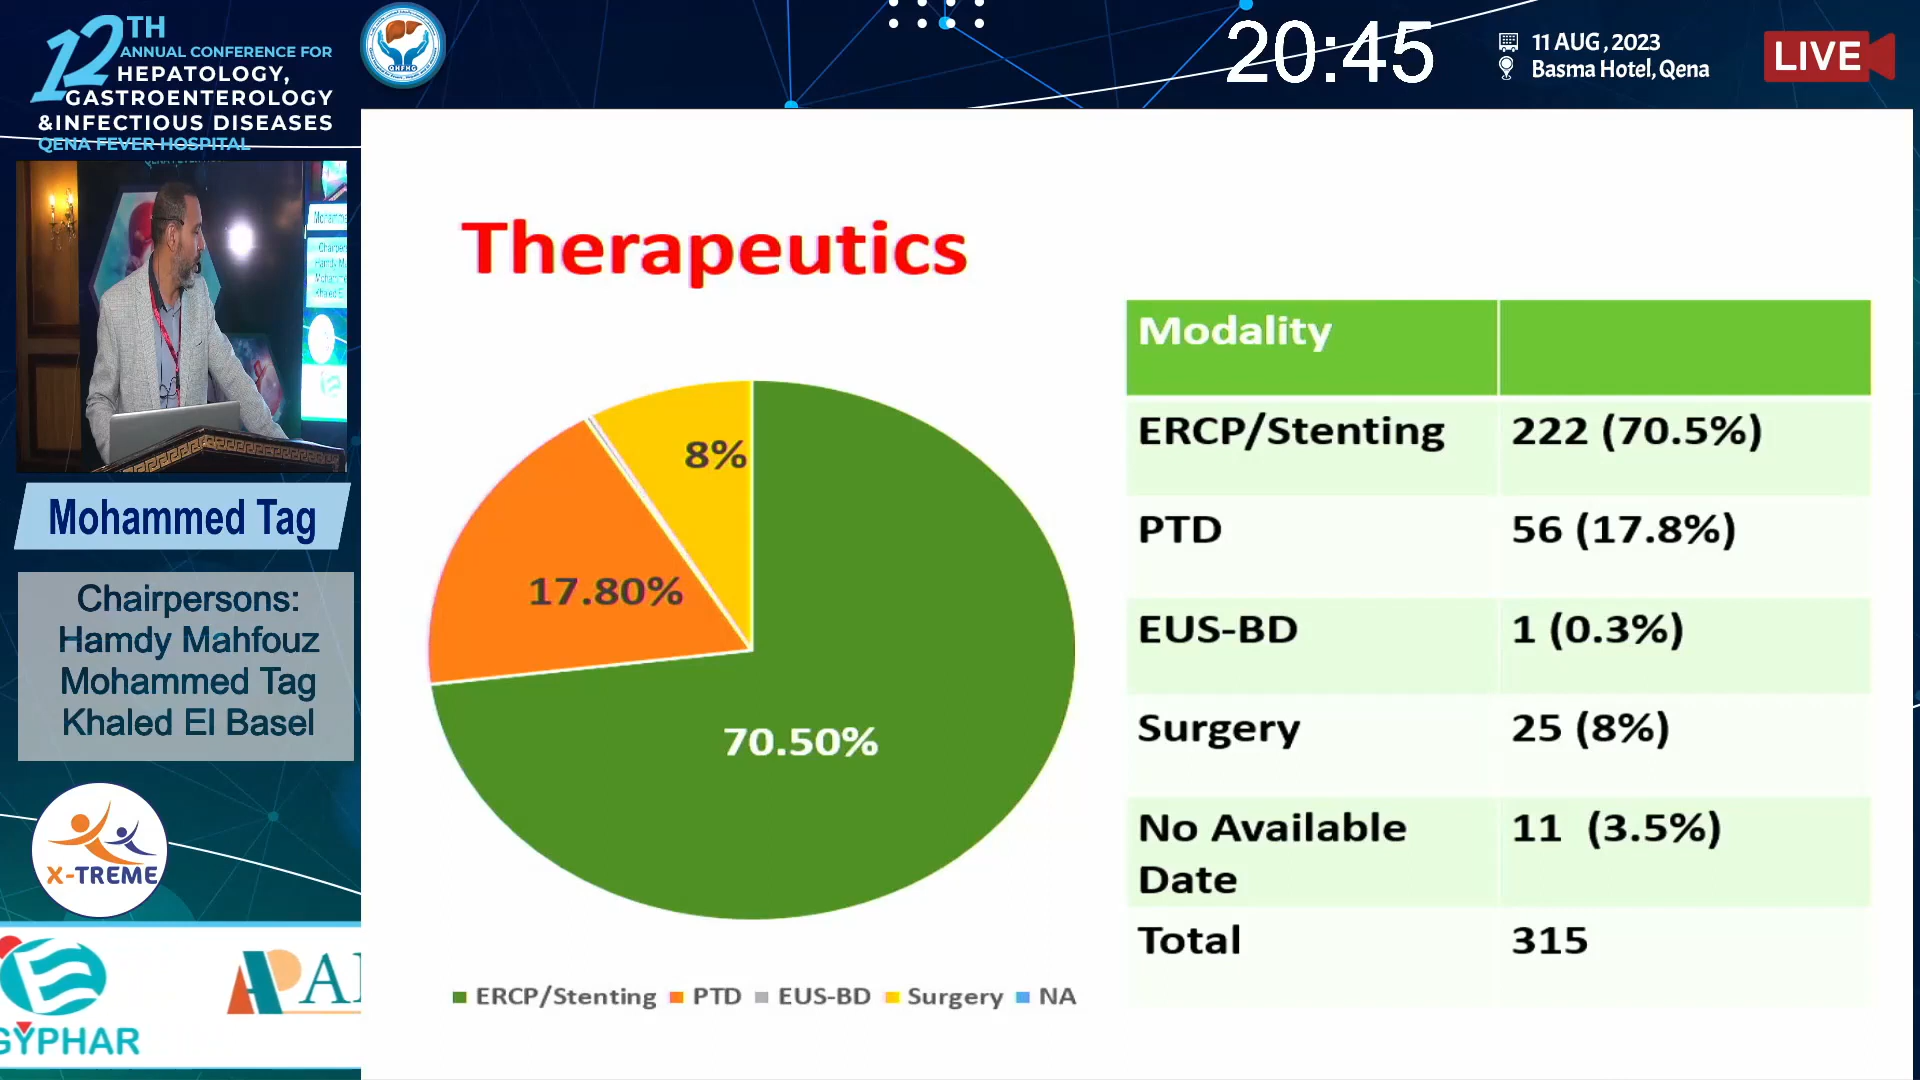 12TH
ANNUAL CONFERENCE FOR
HEPATOLOGY,
GASTROENTEROLOGY
&INFECTIOUS DISEASES
QENA FEVER HOSPITAL
20:45
11 AUG , 2023
Basma Hotel, Qena
LIVE
Mohammed Tag
Chairpersons:
Hamdy Mahfouz
Mohammed Tag
Khaled El Basel
X-TREME
GYPHAR
Therapeutics
8%
17.80%
70.50%
ERCP/Stenting PTD EUS-BD Surgery NA
Modality
ERCP/Stenting 222 (70.5%)
PTD 56 (17.8%)
EUS-BD 1 (0.3%)
Surgery 25 (8%)
No Available
Date 11 (3.5%)
Total 315